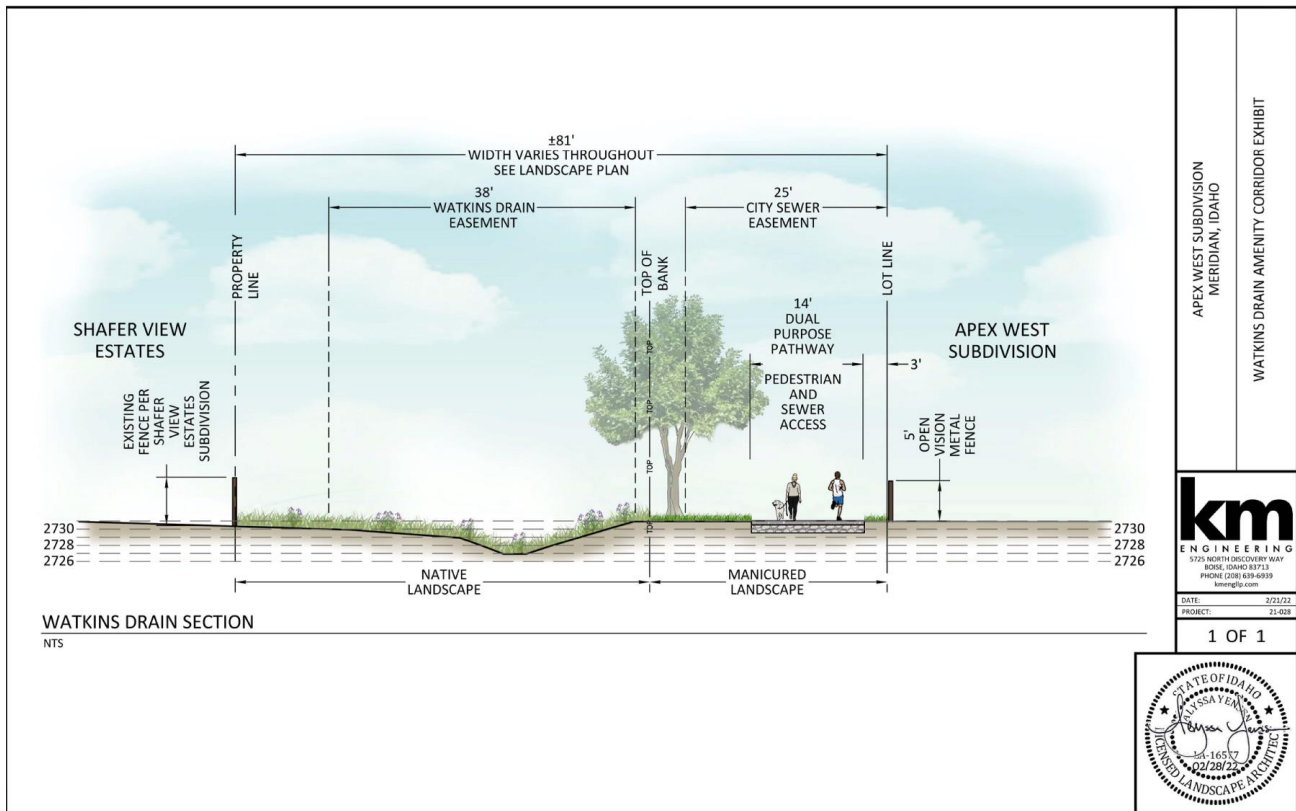 ±81'
WIDTH VARIES THROUGHOUT
SEE LANDSCAPE PLAN
38'
WATKINS DRAIN
EASEMENT
25'
CITY SEWER
EASEMENT
PROPERTY
LINE
TOP OF
BANK
LOT LINE
SHAFER VIEW
ESTATES
14'
DUAL
PURPOSE
PATHWAY
PEDESTRIAN
AND
SEWER
ACCESS
APEX WEST
SUBDIVISION
3'
EXISTING
FENCE PER
SHAFER
VIEW
ESTATES
SUBDIVISION
5'
OPEN
VISION
METAL
FENCE
TOP
TOP
TOP
TOP
2730
2728
2726
2730
2728
2726
NATIVE
LANDSCAPE
MANICURED
LANDSCAPE
WATKINS DRAIN SECTION
NTS
APEX WEST SUBDIVISION
MERIDIAN, IDAHO
WATKINS DRAIN AMENITY CORRIDOR EXHIBIT
km
ENGINEERING
5725 NORTH DISCOVERY WAY
BOISE, IDAHO 83713
PHONE (208) 639-6939
kmengllp.com
DATE: 2/21/22
PROJECT: 21-028
1 OF 1
STATE OF IDAHO
ALYSSA YENSEN
LA-16577
02/28/22
LICENSED LANDSCAPE ARCHITECT